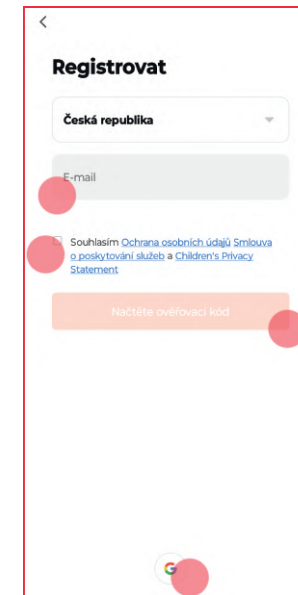 Registrovat
Česká republika
E-mail
Souhlasím Ochrana osobních údajů Smlouva
o poskytování služeb a Children's Privacy
Statement
Načtěte ověřovací kód